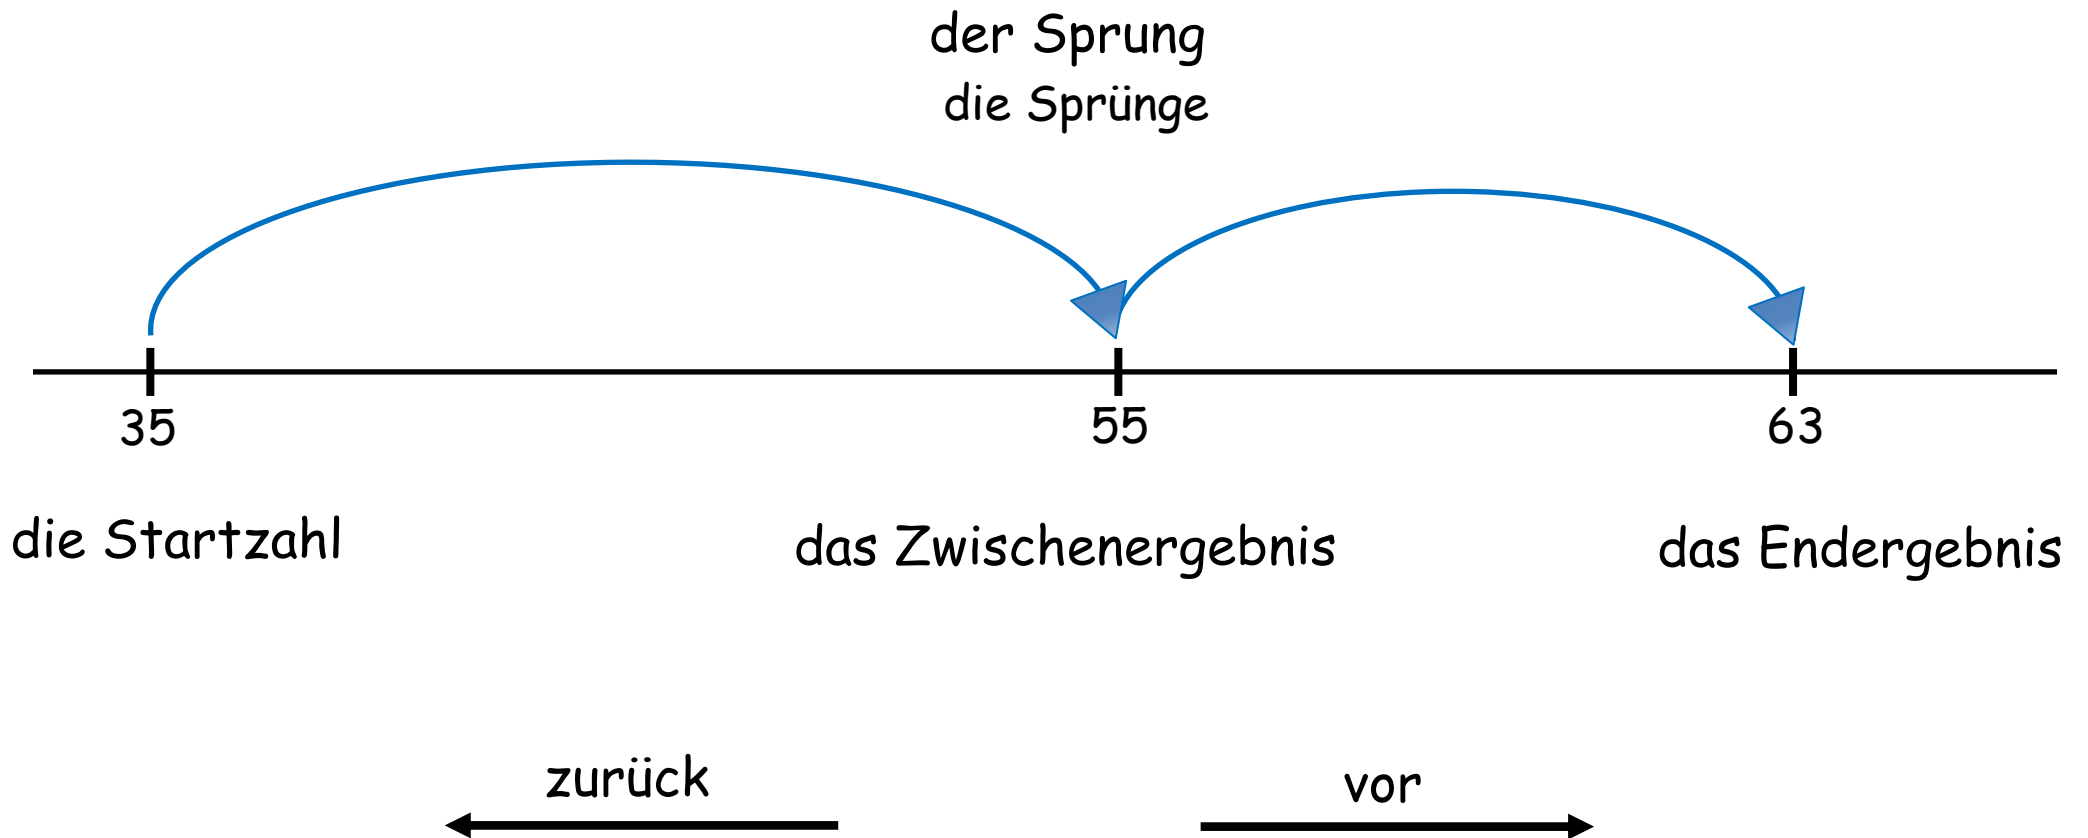 der Sprung
die Sprünge
35 55 63
die Startzahl das Zwischenergebnis das Endergebnis
zurück vor